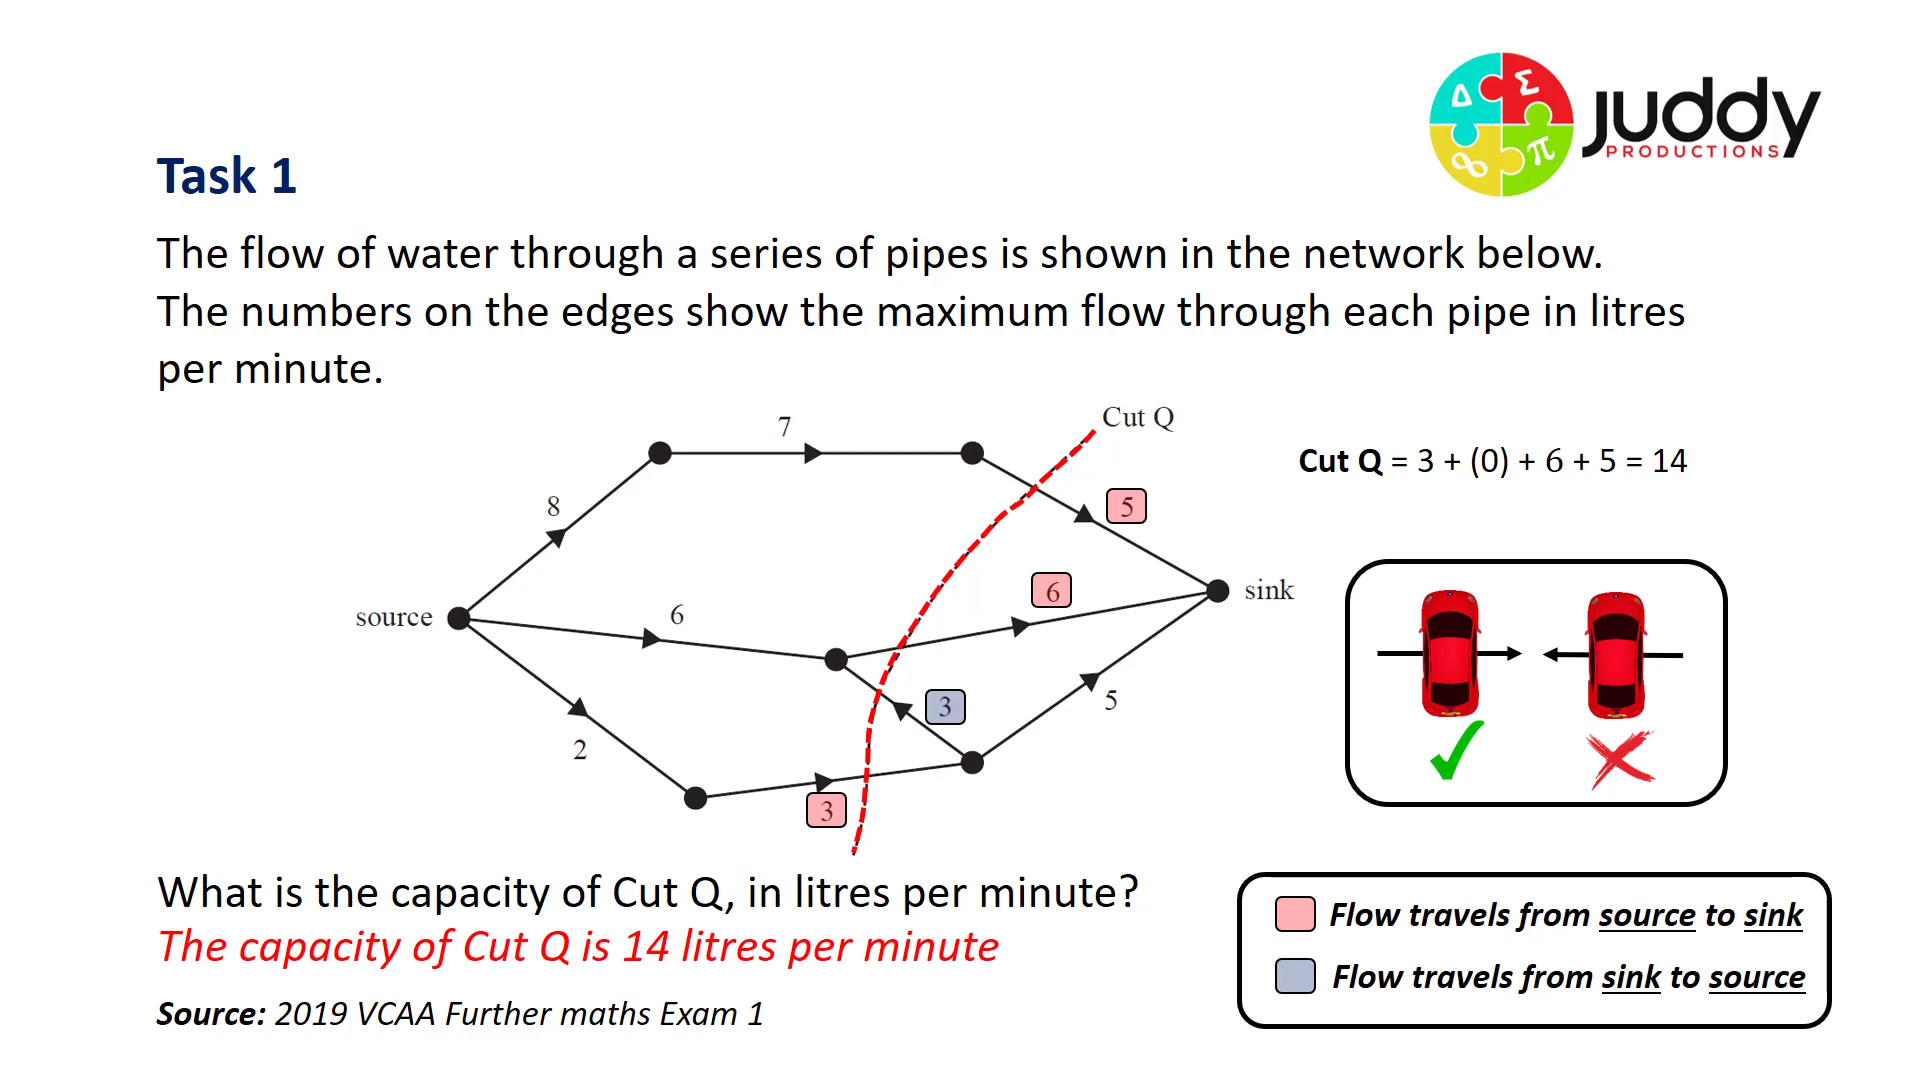 Δ Σ
∞ π
juddy
PRODUCTIONS
Task 1
The flow of water through a series of pipes is shown in the network below.
The numbers on the edges show the maximum flow through each pipe in litres
per minute.
Cut Q
7
Cut Q = 3 + (0) + 6 + 5 = 14
8
5
6
sink
source
6
3
5
2
3
What is the capacity of Cut Q, in litres per minute?
The capacity of Cut Q is 14 litres per minute
Flow travels from source to sink
Flow travels from sink to source
Source: 2019 VCAA Further maths Exam 1